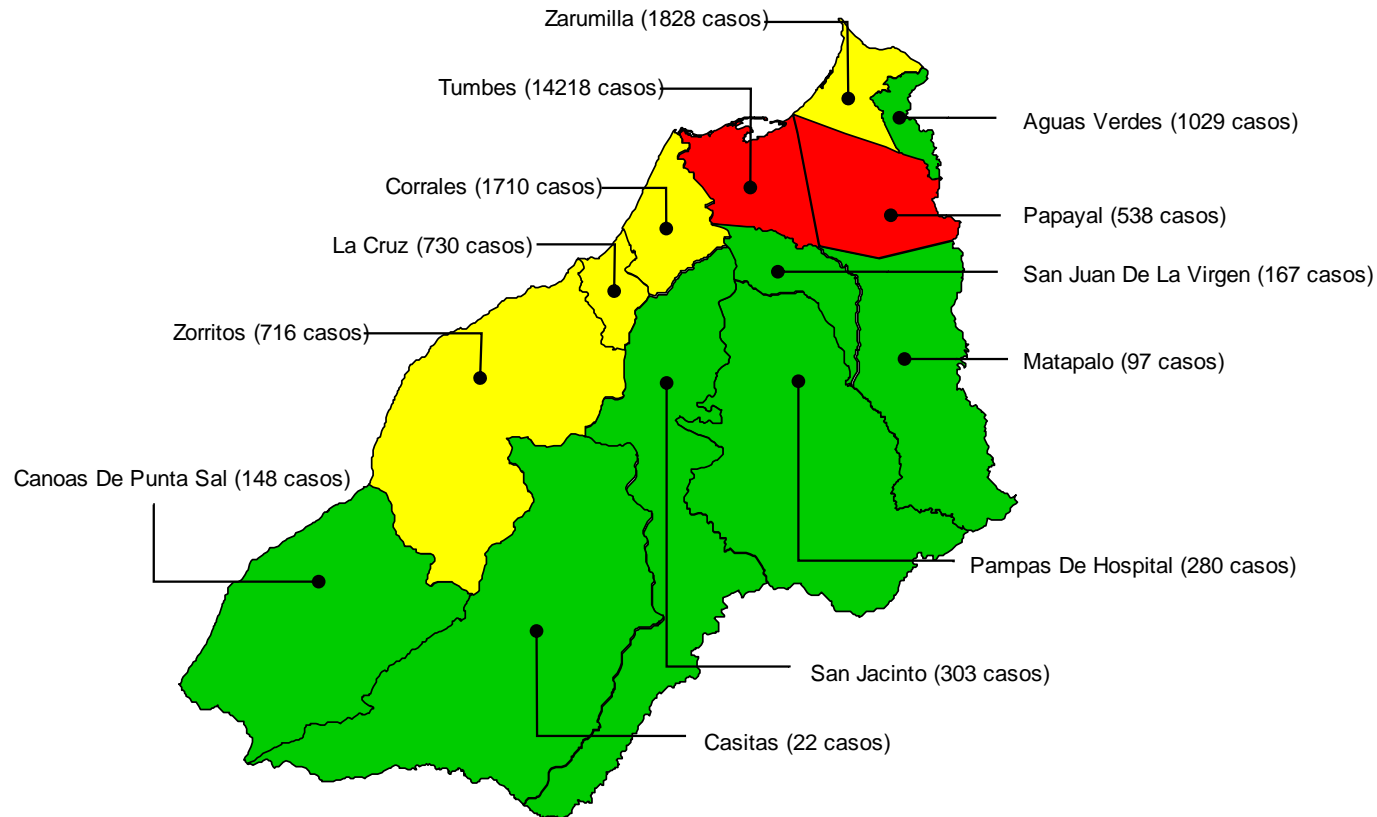 Zarumilla (1828 casos)
Tumbes (14218 casos)
Aguas Verdes (1029 casos)
Corrales (1710 casos)
Papayal (538 casos)
La Cruz (730 casos)
San Juan De La Virgen (167 casos)
Zorritos (716 casos)
Matapalo (97 casos)
Canoas De Punta Sal (148 casos)
Pampas De Hospital (280 casos)
San Jacinto (303 casos)
Casitas (22 casos)